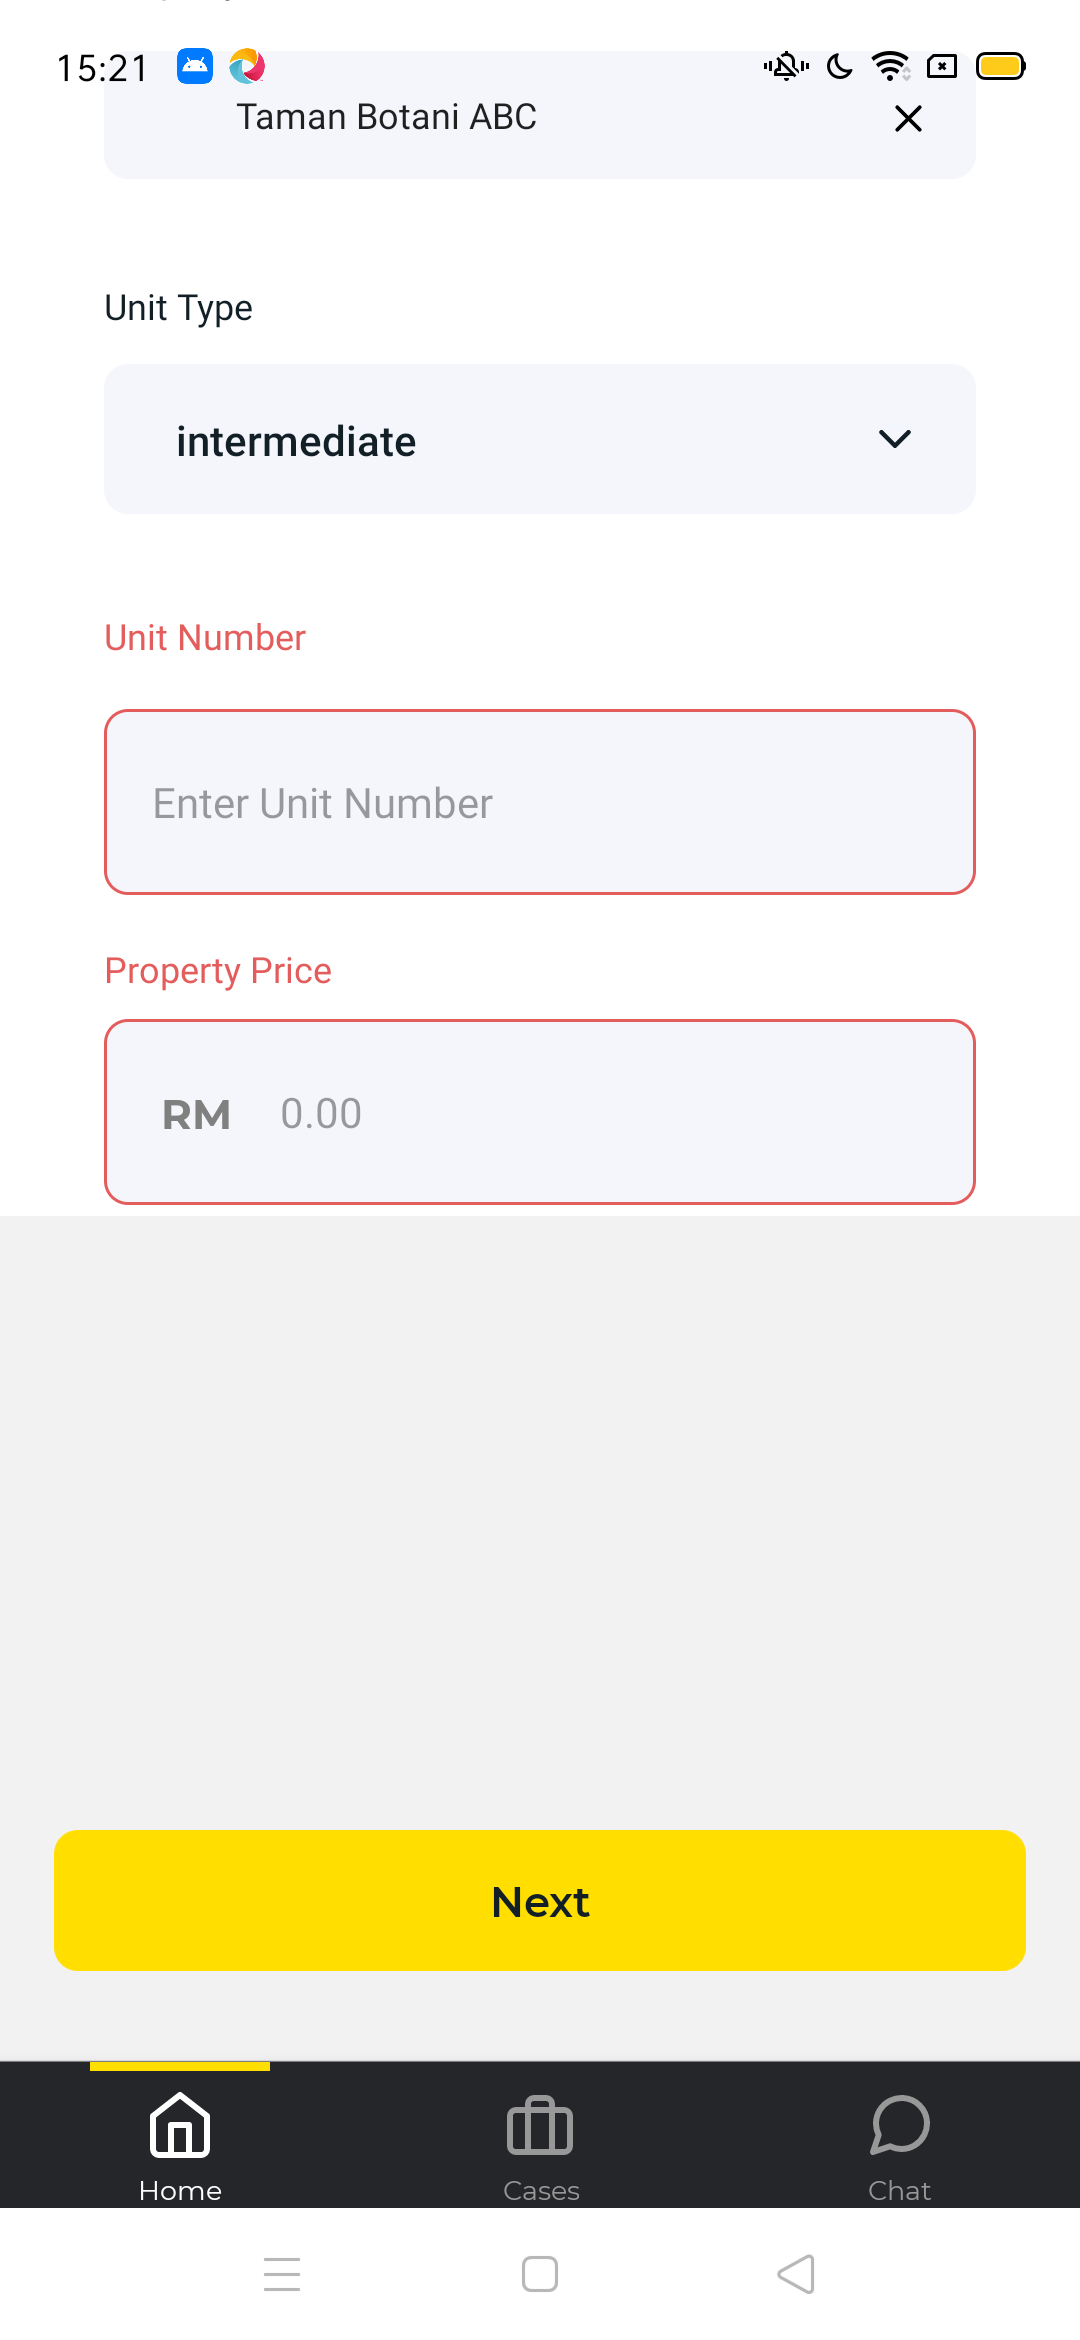 15:21
Taman Botani ABC
Unit Type
intermediate
Unit Number
Enter Unit Number
Property Price
RM 0.00
Next
Home Cases Chat